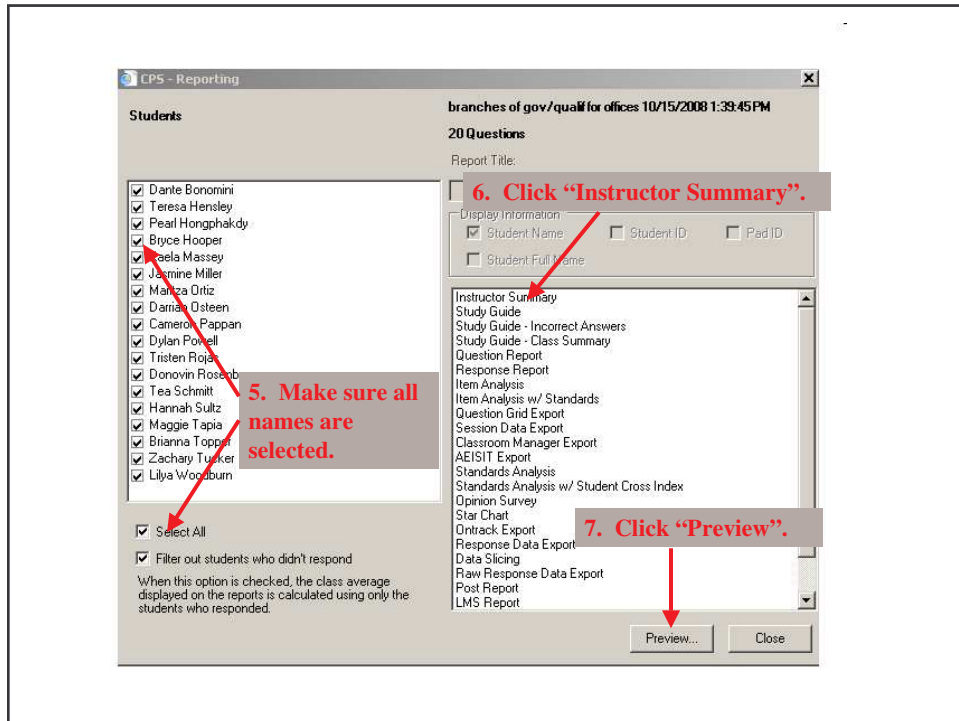 CPS - Reporting
Students
branches of gov/qualif for offices 10/15/2008 1:39:45 PM
20 Questions
Report Title:
6. Click “Instructor Summary”.
Display Information
Student Name
Student ID
Pad ID
Student Full Name
Dante Bonomini
Teresa Hensley
Pearl Hongphakdy
Bryce Hooper
Massey
Jasmine Miller
Maritza Ortiz
Darrian Osteen
Cameron Pappan
Dylan Powell
Tristen Rojas
Donovin Rosenb
Tea Schmitt
Hannah Sultz
Maggie Tapia
Brianna Topper
Zachary Tucker
Lilya Woodburn
5. Make sure all
names are
selected.
Select All
Filter out students who didn't respond
When this option is checked, the class average
displayed on the reports is calculated using only the
students who responded.
Instructor Summary
Study Guide
Study Guide - Incorrect Answers
Study Guide - Class Summary
Question Report
Response Report
Item Analysis
Item Analysis w/ Standards
Question Grid Export
Session Data Export
Classroom Manager Export
AEISIT Export
Standards Analysis
Standards Analysis w/ Student Cross Index
Opinion Survey
Star Chart
Ontrack Export
Response Data Export
Data Slicing
Raw Response Data Export
Post Report
LMS Report
7. Click “Preview”.
Preview...
Close